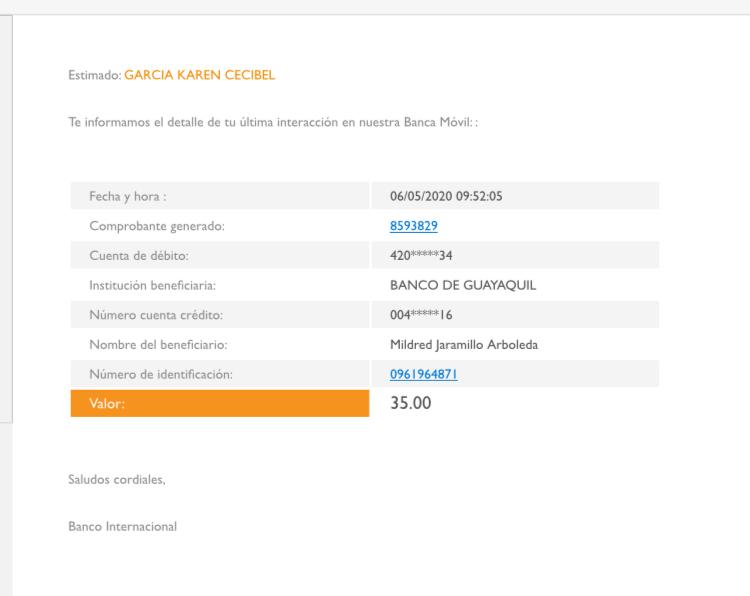 Estimado: GARCIA KAREN CECIBEL
Te informamos el detalle de tu última interacción en nuestra Banca Móvil: :
Fecha y hora : 06/05/2020 09:52:05
Comprobante generado: 8593829
Cuenta de débito: 420*****34
Institución beneficiaria: BANCO DE GUAYAQUIL
Número cuenta crédito: 004*****16
Nombre del beneficiario: Mildred Jaramillo Arboleda
Número de identificación: 0961964871
Valor: 35.00
Saludos cordiales,
Banco Internacional